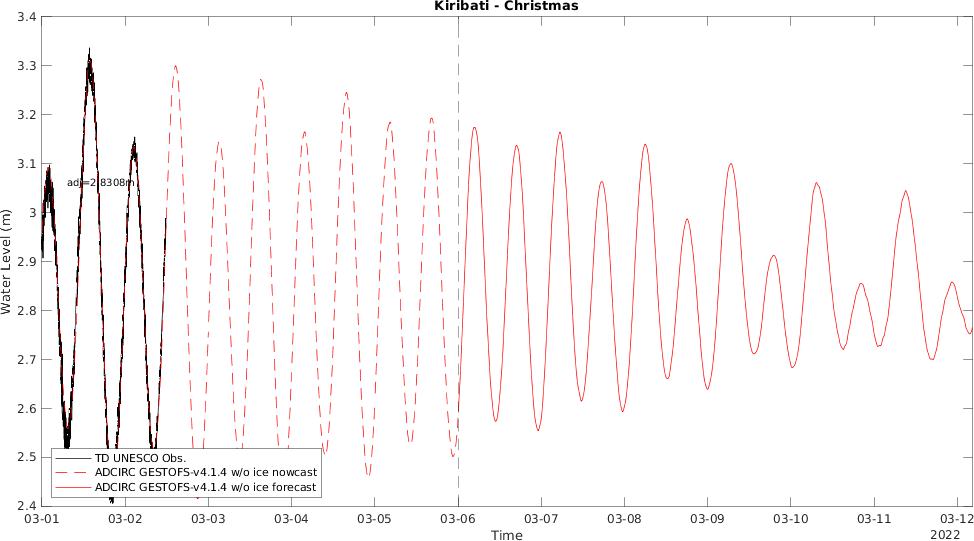 Kiribati - Christmas
3.4
3.3
3.2
3.1
3
2.9
2.8
2.7
2.6
2.5
2.4
Water Level (m)
adj=2.8308m
TD UNESCO Obs.
ADCIRC GESTOFS-v4.1.4 w/o ice nowcast
ADCIRC GESTOFS-v4.1.4 w/o ice forecast
03-01 03-02 03-03 03-04 03-05 03-06 03-07 03-08 03-09 03-10 03-11 03-12
Time
2022